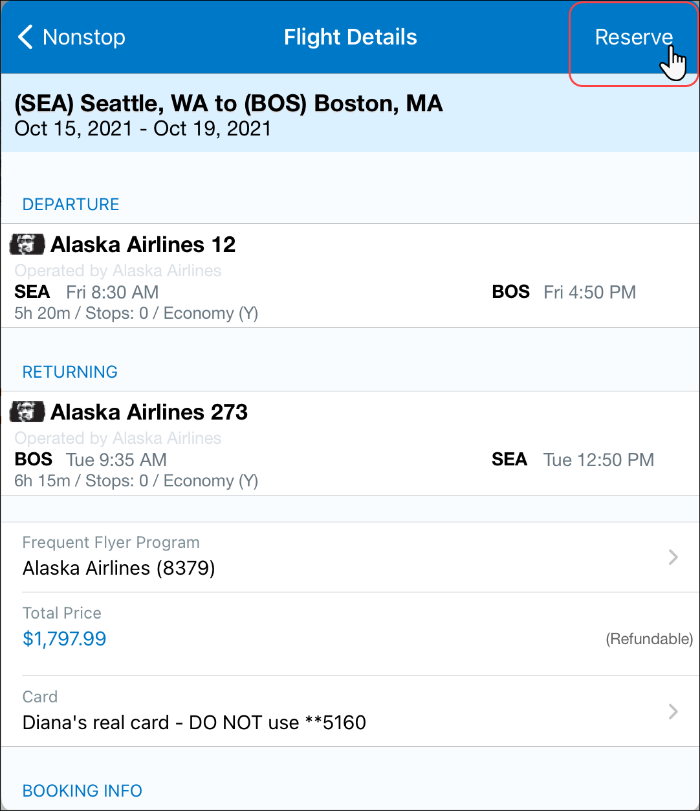 Nonstop
Flight Details
Reserve
(SEA) Seattle, WA to (BOS) Boston, MA
Oct 15, 2021 - Oct 19, 2021
DEPARTURE
Alaska Airlines 12
Operated by Alaska Airlines
SEA Fri 8:30 AM BOS Fri 4:50 PM
5h 20m / Stops: 0 / Economy (Y)
RETURNING
Alaska Airlines 273
Operated by Alaska Airlines
BOS Tue 9:35 AM SEA Tue 12:50 PM
6h 15m / Stops: 0 / Economy (Y)
Frequent Flyer Program
Alaska Airlines (8379)
Total Price
$1,797.99 (Refundable)
Card
Diana's real card - DO NOT use **5160
BOOKING INFO